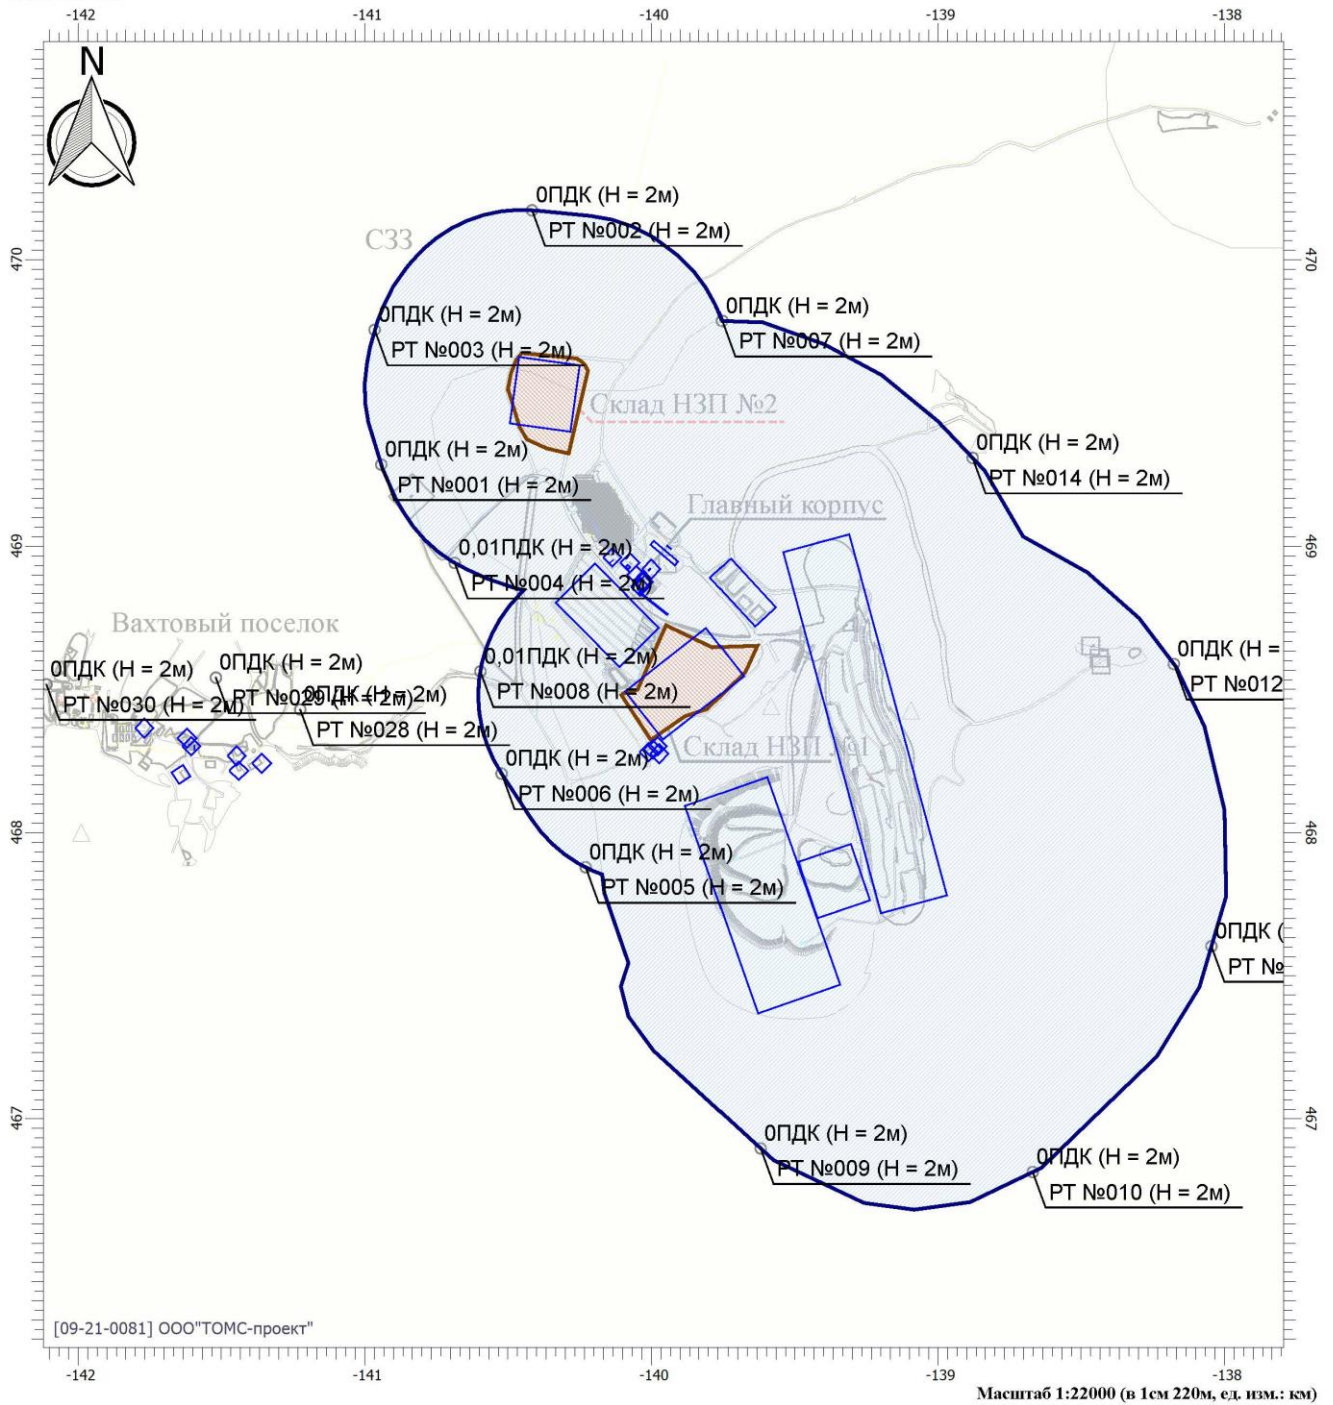 -142 -141 -140 -139 -138
N
0ПДК (Н = 2м)
РТ №002 (Н = 2м)
СЗЗ
470
470
0ПДК (Н = 2м)
РТ №007 (Н = 2м)
0ПДК (Н = 2м)
РТ №003 (Н = 2м)
Склад НЗП №2
0ПДК (Н = 2м)
РТ №001 (Н = 2м)
0ПДК (Н = 2м)
РТ №014 (Н = 2м)
Главный корпус
469
469
0,01ПДК (Н = 2м)
РТ №004 (Н = 2м)
Вахтовый поселок
0ПДК (Н = 2м)
РТ №030 (Н = 2м)
0ПДК (Н = 2м)
РТ №029 (Н = 2м)
0ПДК (Н = 2м)
РТ №028 (Н = 2м)
0,01ПДК (Н = 2м)
РТ №008 (Н = 2м)
0ПДК (Н =
РТ №012
Склад НЗП №1
0ПДК (Н = 2м)
РТ №006 (Н = 2м)
468
468
0ПДК (Н = 2м)
РТ №005 (Н = 2м)
0ПДК (
РТ №
467
467
0ПДК (Н = 2м)
РТ №009 (Н = 2м)
0ПДК (Н = 2м)
РТ №010 (Н = 2м)
[09-21-0081] ООО"ТОМС-проект"
-142 -141 -140 -139 -138
Масштаб 1:22000 (в 1см 220м, ед. изм.: км)